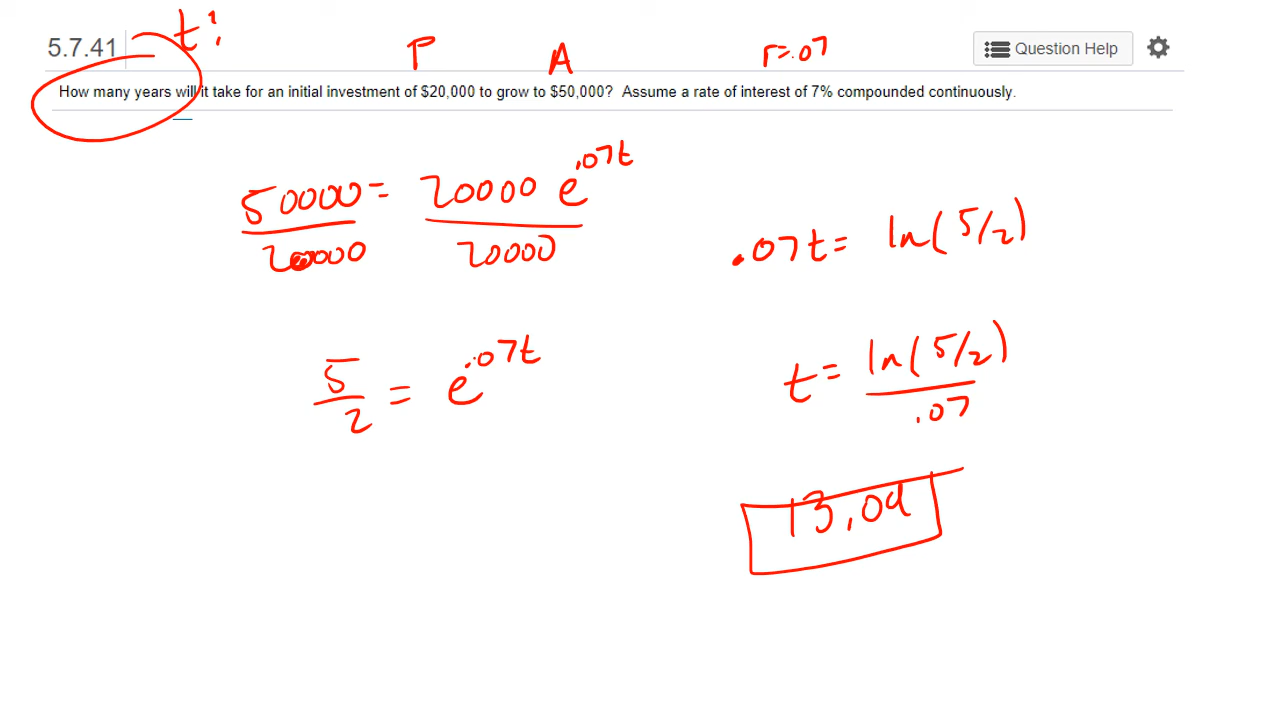 5.7.41
t?
P A r=.07
Question Help
How many years will it take for an initial investment of $20,000 to grow to $50,000? Assume a rate of interest of 7% compounded continuously.
50000 = 20000 e^.07t
20000 20000
5/2 = e^.07t
.07t = ln(5/2)
t = ln(5/2)
.07
13.09